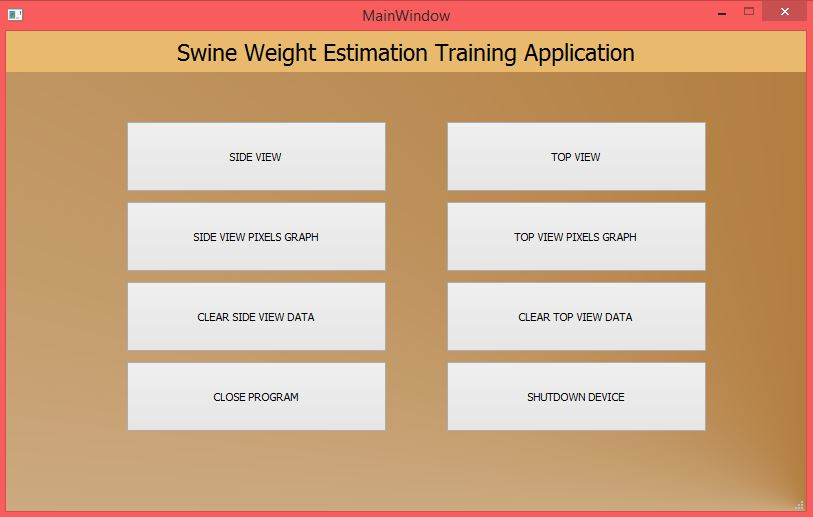 MainWindow
Swine Weight Estimation Training Application
SIDE VIEW
TOP VIEW
SIDE VIEW PIXELS GRAPH
TOP VIEW PIXELS GRAPH
CLEAR SIDE VIEW DATA
CLEAR TOP VIEW DATA
CLOSE PROGRAM
SHUTDOWN DEVICE